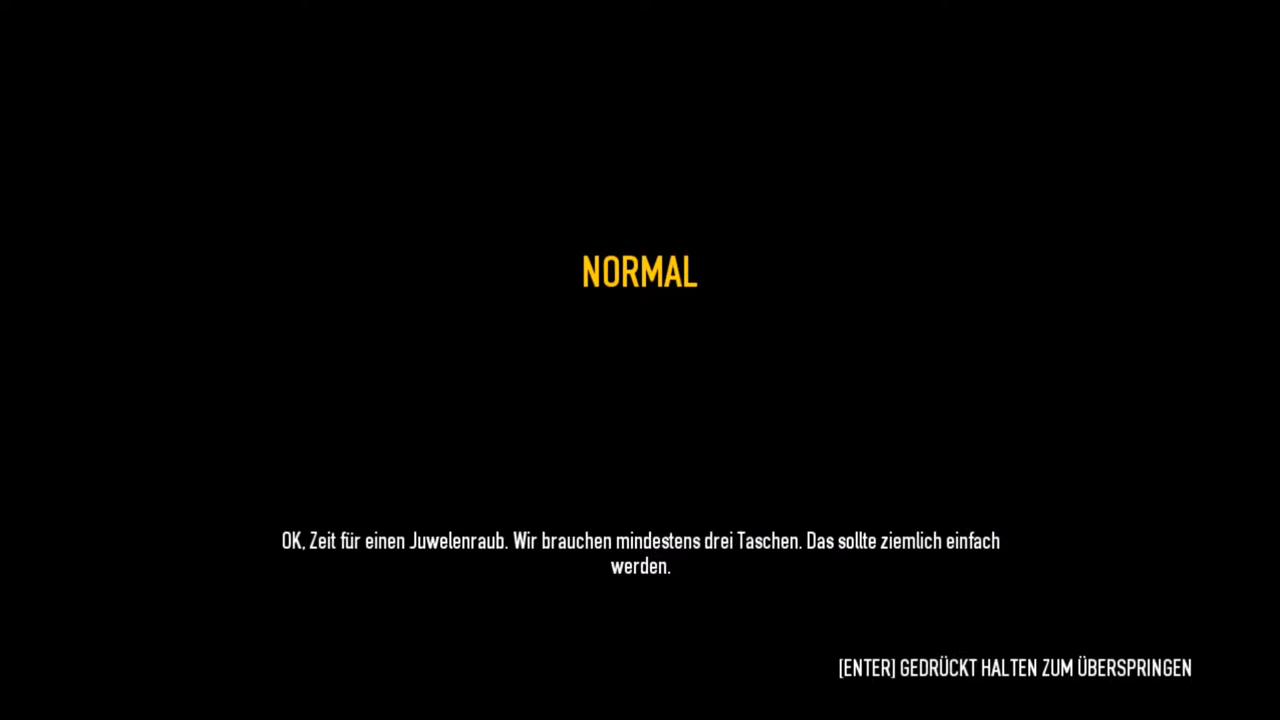 NORMAL
OK, Zeit für einen Juwelenraub. Wir brauchen mindestens drei Taschen. Das sollte ziemlich einfach
werden.
[ENTER] GEDRÜCKT HALTEN ZUM ÜBERSPRINGEN